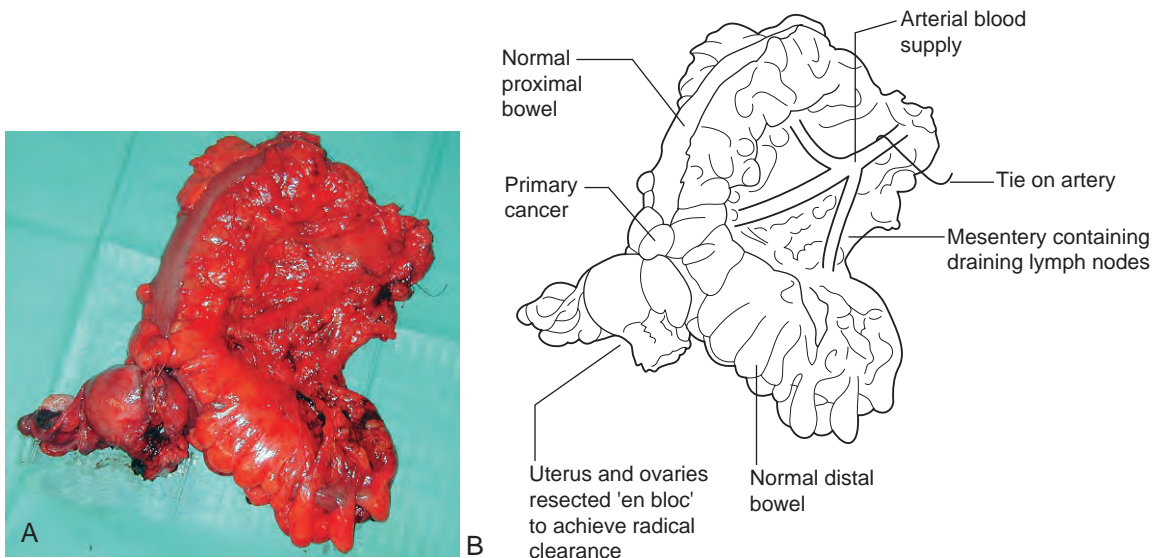 Arterial blood
supply
Normal
proximal
bowel
Primary
cancer
Tie on artery
Mesentery containing
draining lymph nodes
Uterus and ovaries
resected 'en bloc'
to achieve radical
clearance
Normal distal
bowel
A
B